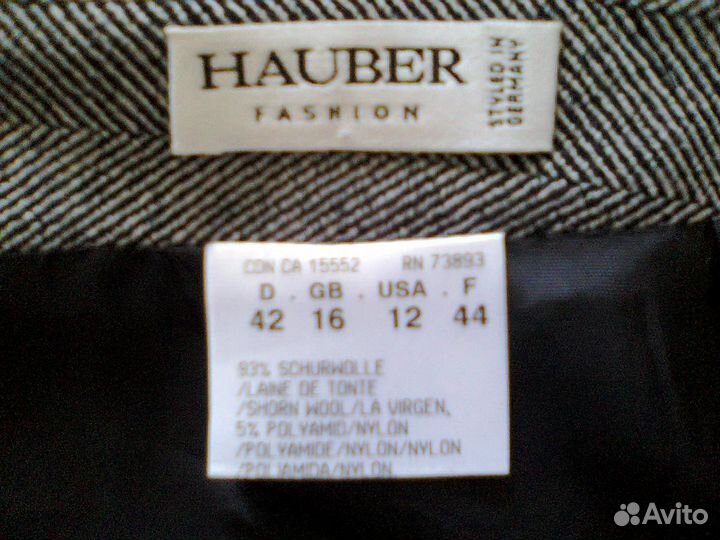 HAUBER
FASHION
STYLED IN
GERMANY
CDN CA 15552 RN 73893
D . GB . USA . F
42 16 12 44
93% SCHURWOLLE
/LAINE DE TONTE
/SHORN WOOL/LA VIRGEN,
5% POLYAMID/NYLON
/POLYAMIDE/NYLON/NYLON
/POLIAMIDA/NYLON
Avito